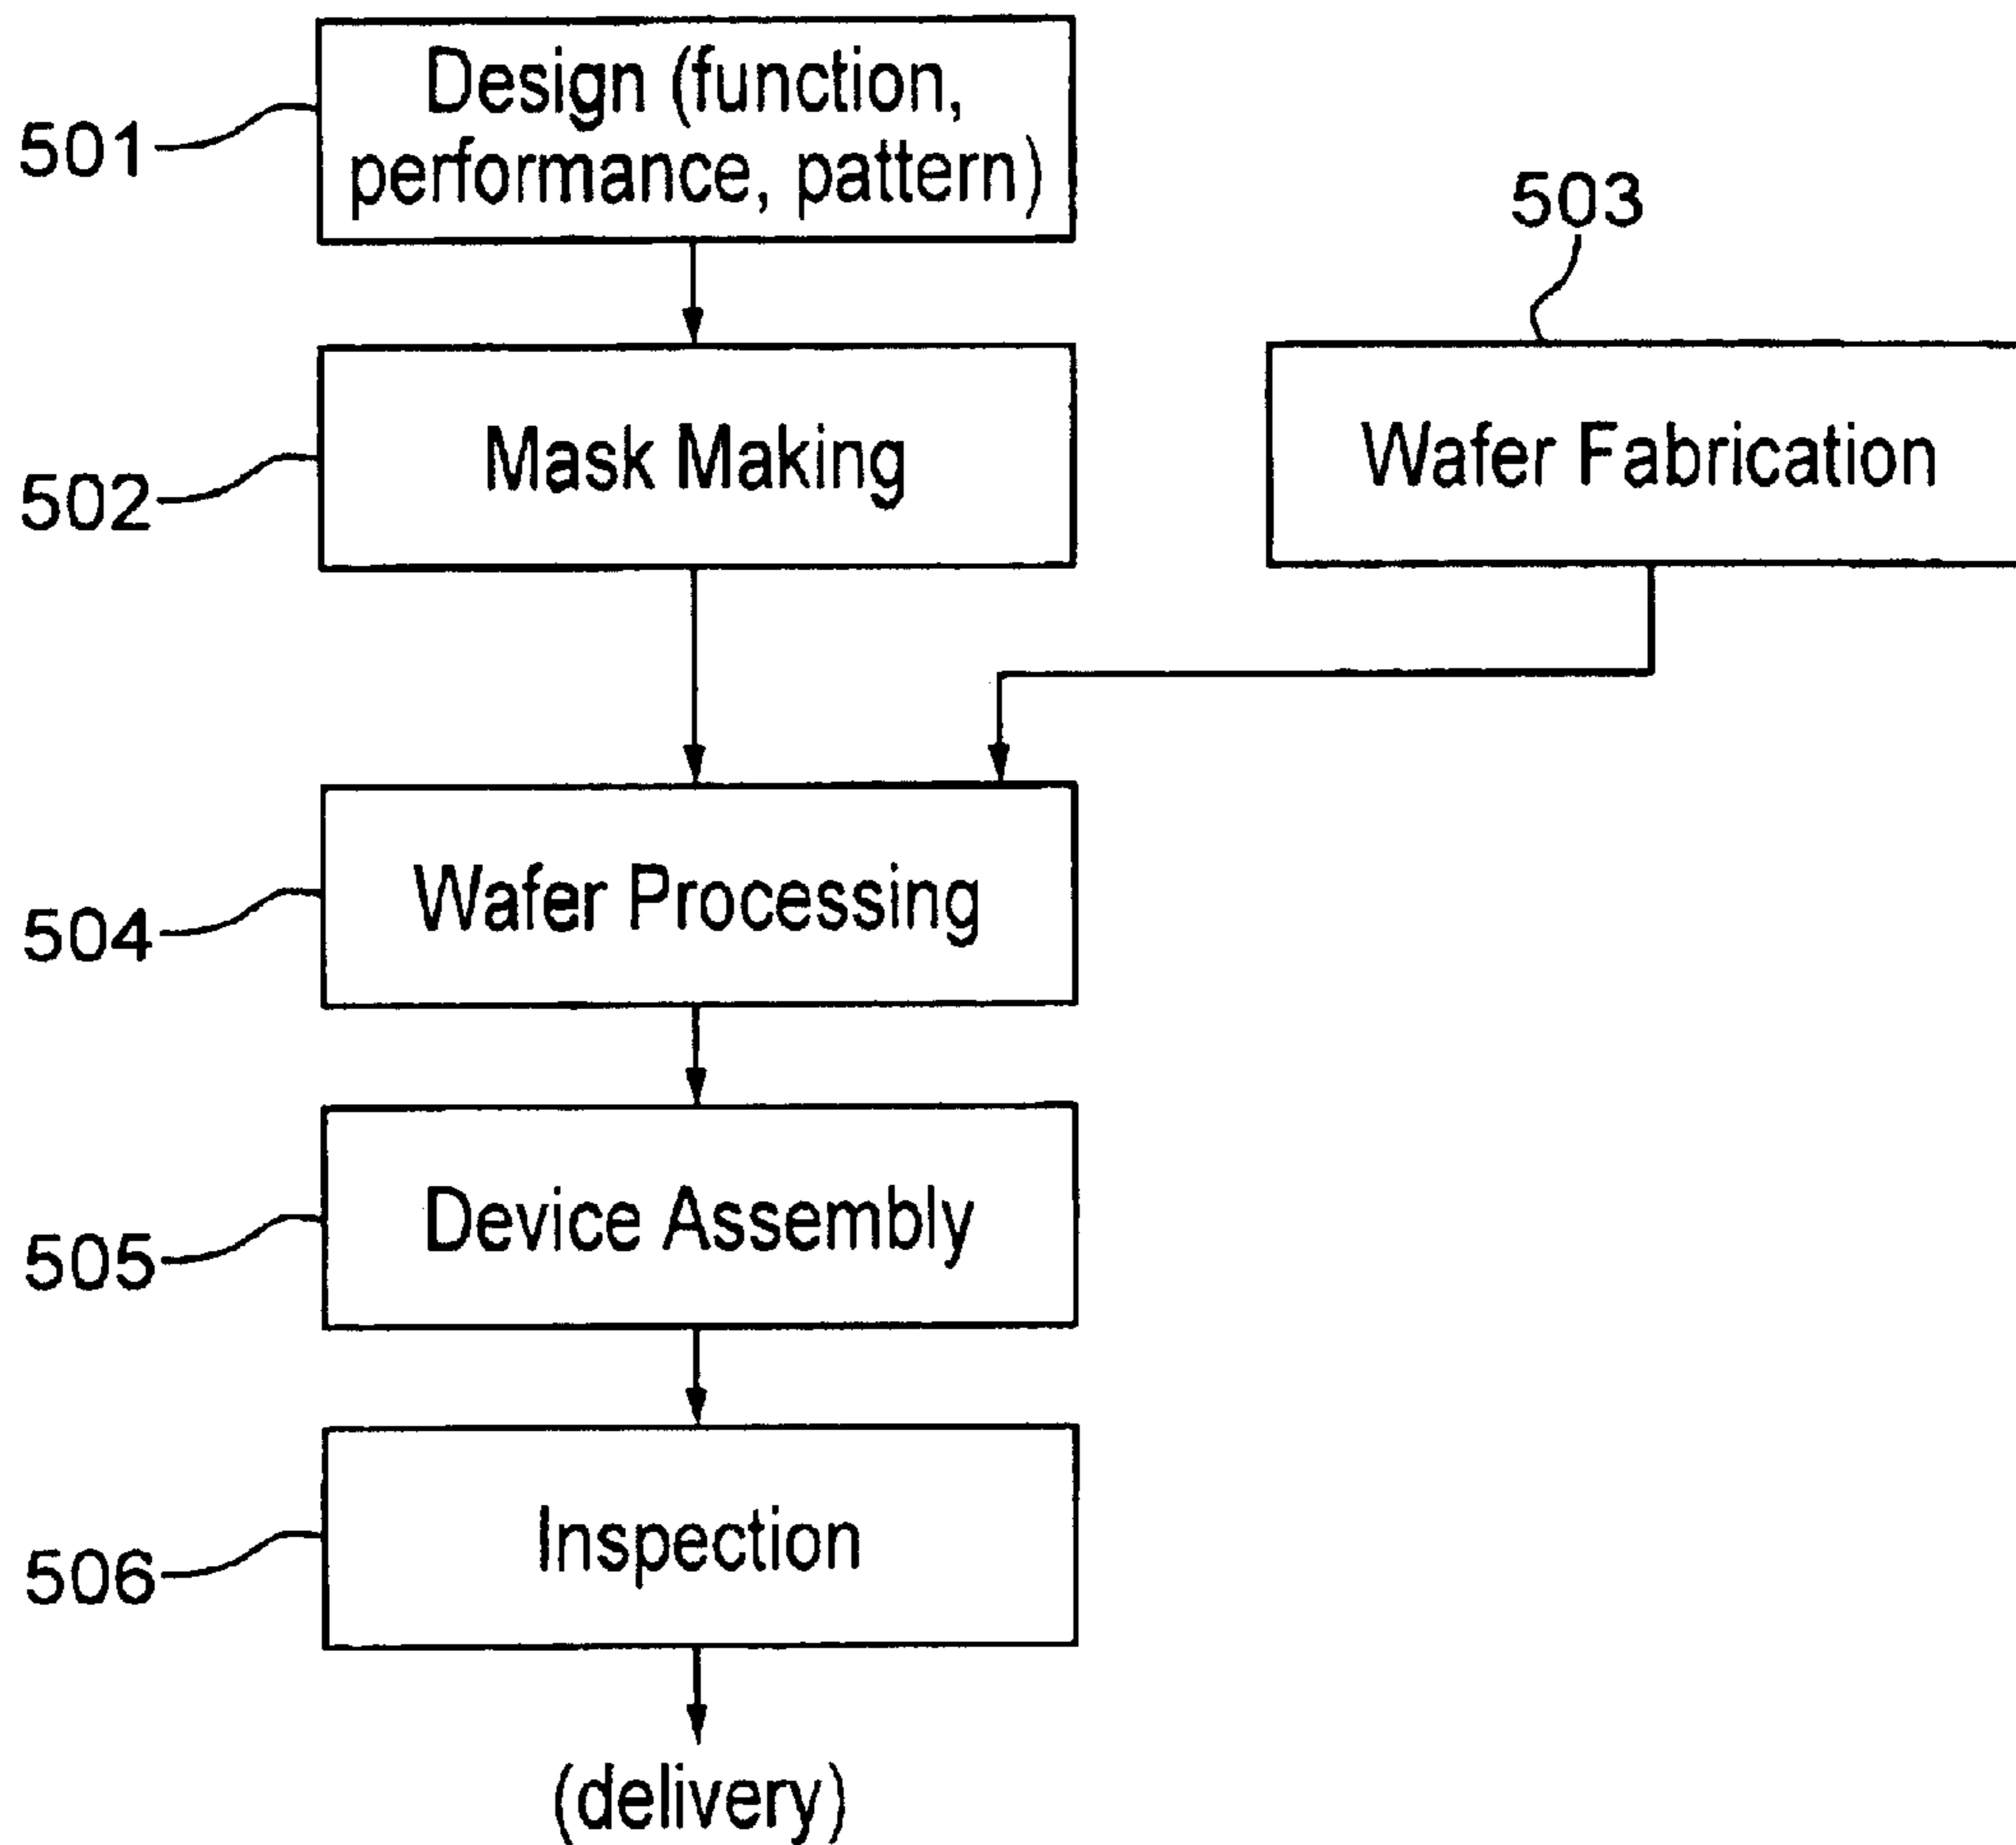 501
Design (function,
performance, pattern)
503
502
Mask Making
Wafer Fabrication
504
Wafer Processing
505
Device Assembly
506
Inspection
(delivery)